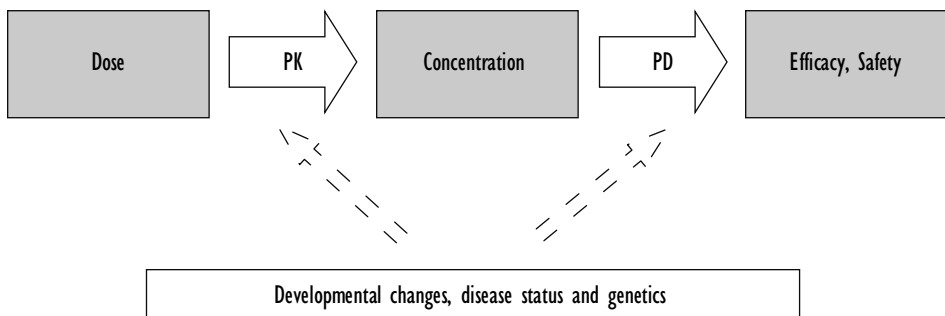 Dose
PK
Concentration
PD
Efficacy, Safety
Developmental changes, disease status and genetics